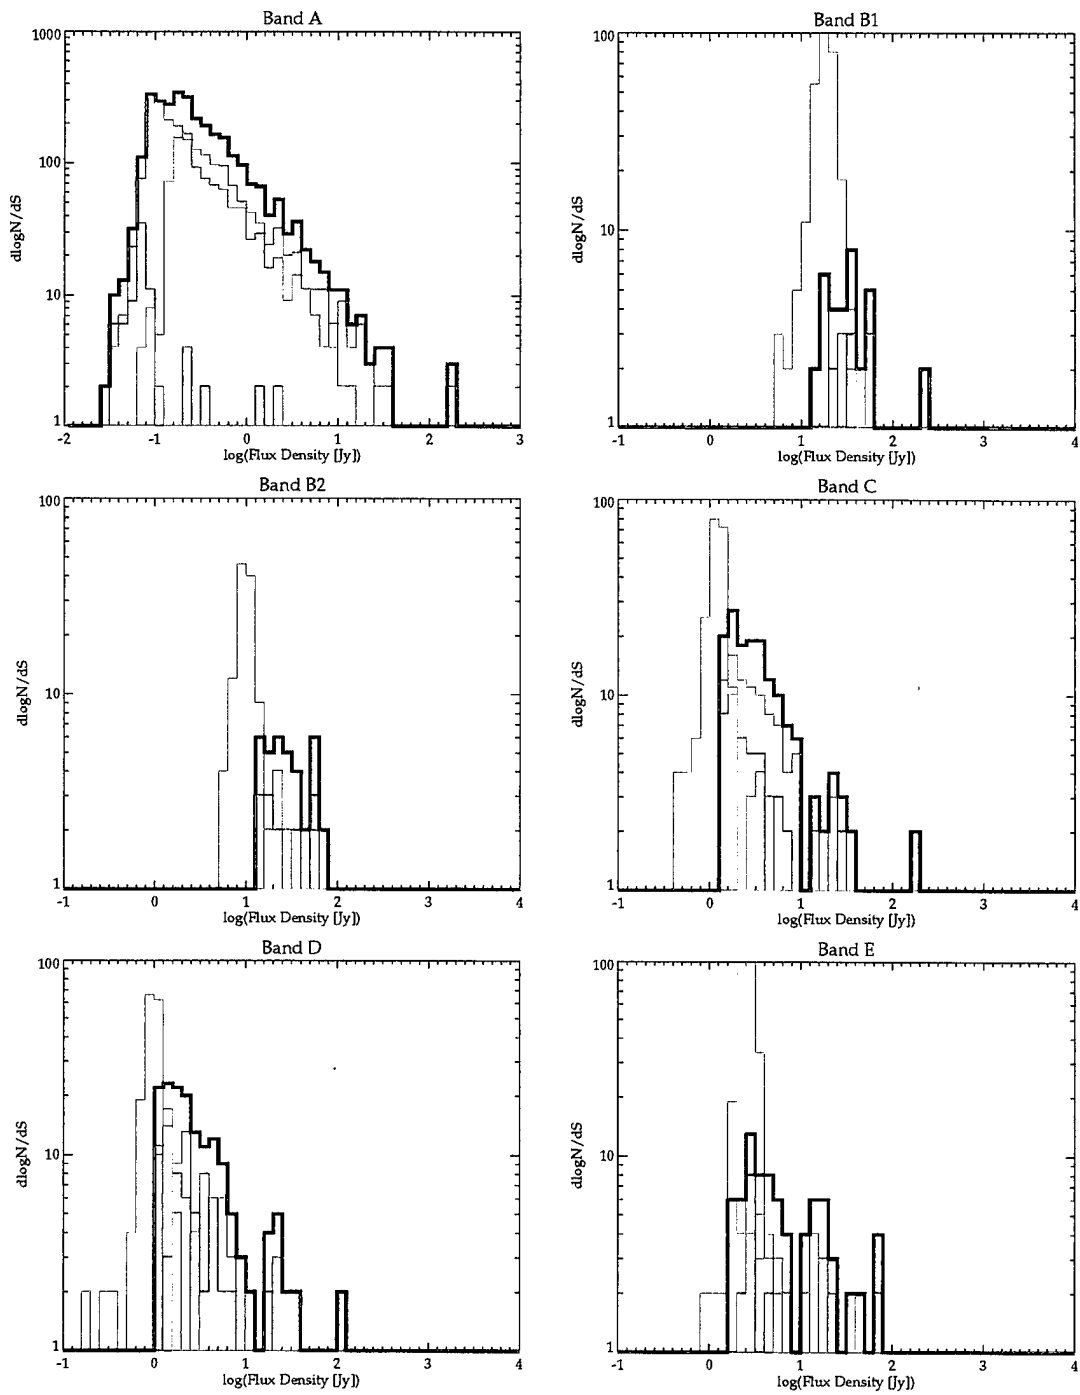 Band A
1000
100
10
1
dlogN/dS
-2 -1 0 1 2 3
log(Flux Density [Jy])
Band B1
100
10
1
dlogN/dS
-1 0 1 2 3 4
log(Flux Density [Jy])
Band B2
100
10
1
dlogN/dS
-1 0 1 2 3 4
log(Flux Density [Jy])
Band C
100
10
1
dlogN/dS
-1 0 1 2 3 4
log(Flux Density [Jy])
Band D
100
10
1
dlogN/dS
-1 0 1 2 3 4
log(Flux Density [Jy])
Band E
100
10
1
dlogN/dS
-1 0 1 2 3 4
log(Flux Density [Jy])